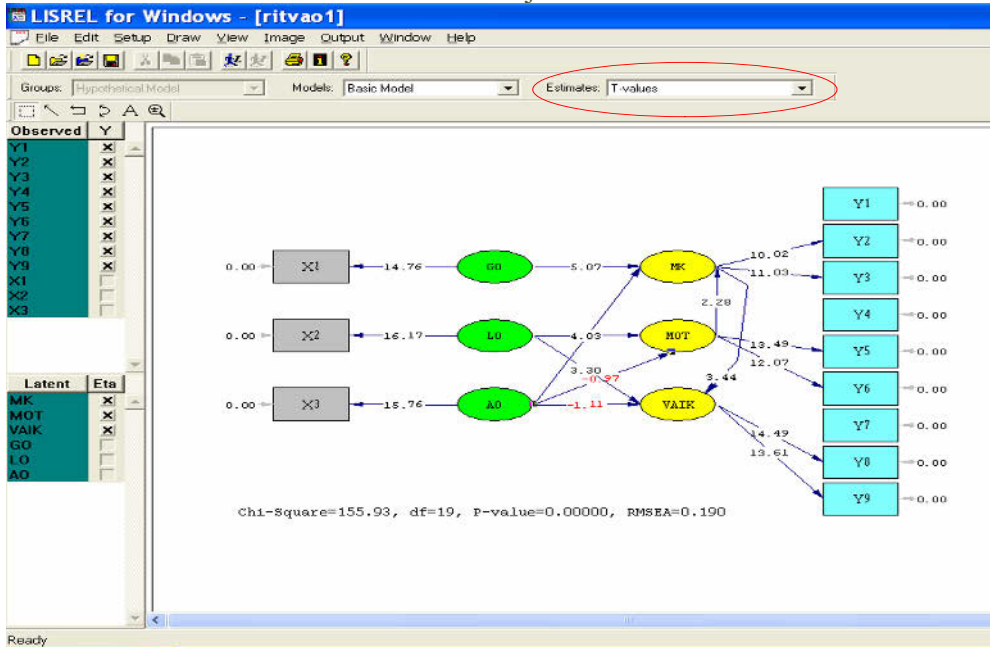 LISREL for Windows - [ritvao1]
File Edit Setup Draw View Image Output Window Help
Groups: Hypothetical Model Models: Basic Model Estimates: T-values
A
Observed Y
Y1
Y2
Y3
Y4
Y5
Y6
Y7
Y8
Y9
X1
X2
X3
Latent Eta
MK
MOT
VAIK
GO
LO
AO
Y1 0.00
Y2 0.00
10.02
0.00 X1 14.76 GO 5.07 MK 11.03 Y3 0.00
2.28
Y4 0.00
0.00 X2 16.17 LO 4.03 MOT 13.49 Y5 0.00
12.07
3.30 -0.97 3.44
Y6 0.00
0.00 X3 15.76 AO -1.11 VAIK
Y7 0.00
14.49
13.61
Y8 0.00
Y9 0.00
Chi-Square=155.93, df=19, P-value=0.00000, RMSEA=0.190
Ready